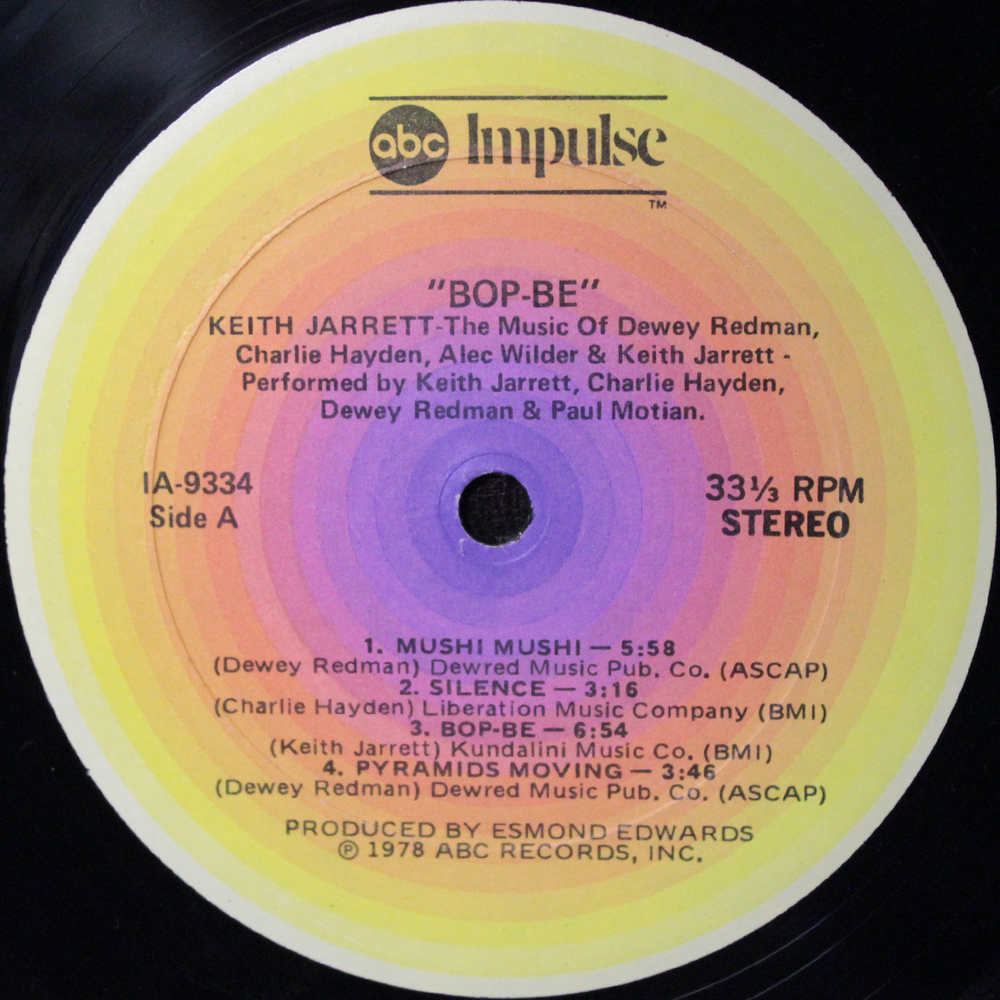 abc Impulse
TM
"BOP-BE"
KEITH JARRETT-The Music Of Dewey Redman,
Charlie Hayden, Alec Wilder & Keith Jarrett -
Performed by Keith Jarrett, Charlie Hayden,
Dewey Redman & Paul Motian.
IA-9334
Side A
33⅓ RPM
STEREO
1. MUSHI MUSHI — 5:58
(Dewey Redman) Dewred Music Pub. Co. (ASCAP)
2. SILENCE — 3:16
(Charlie Hayden) Liberation Music Company (BMI)
3. BOP-BE — 6:54
(Keith Jarrett) Kundalini Music Co. (BMI)
4. PYRAMIDS MOVING — 3:46
(Dewey Redman) Dewred Music Pub. Co. (ASCAP)
PRODUCED BY ESMOND EDWARDS
℗ 1978 ABC RECORDS, INC.